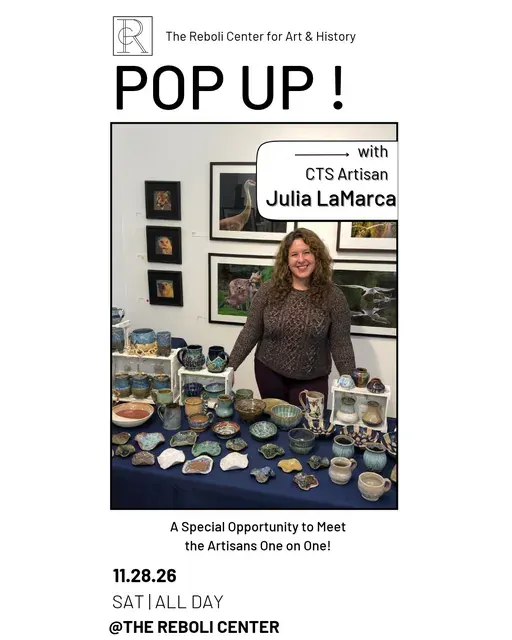 The Reboli Center for Art & History
POP UP !
with
CTS Artisan
Julia LaMarca
A Special Opportunity to Meet
the Artisans One on One!
11.28.26
SAT | ALL DAY
@THE REBOLI CENTER